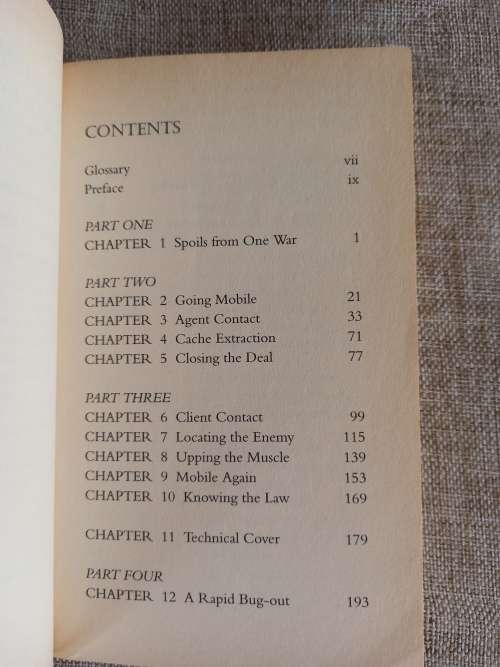 CONTENTS
Glossary vii
Preface ix
PART ONE
CHAPTER 1 Spoils from One War 1
PART TWO
CHAPTER 2 Going Mobile 21
CHAPTER 3 Agent Contact 33
CHAPTER 4 Cache Extraction 71
CHAPTER 5 Closing the Deal 77
PART THREE
CHAPTER 6 Client Contact 99
CHAPTER 7 Locating the Enemy 115
CHAPTER 8 Upping the Muscle 139
CHAPTER 9 Mobile Again 153
CHAPTER 10 Knowing the Law 169
CHAPTER 11 Technical Cover 179
PART FOUR
CHAPTER 12 A Rapid Bug-out 193